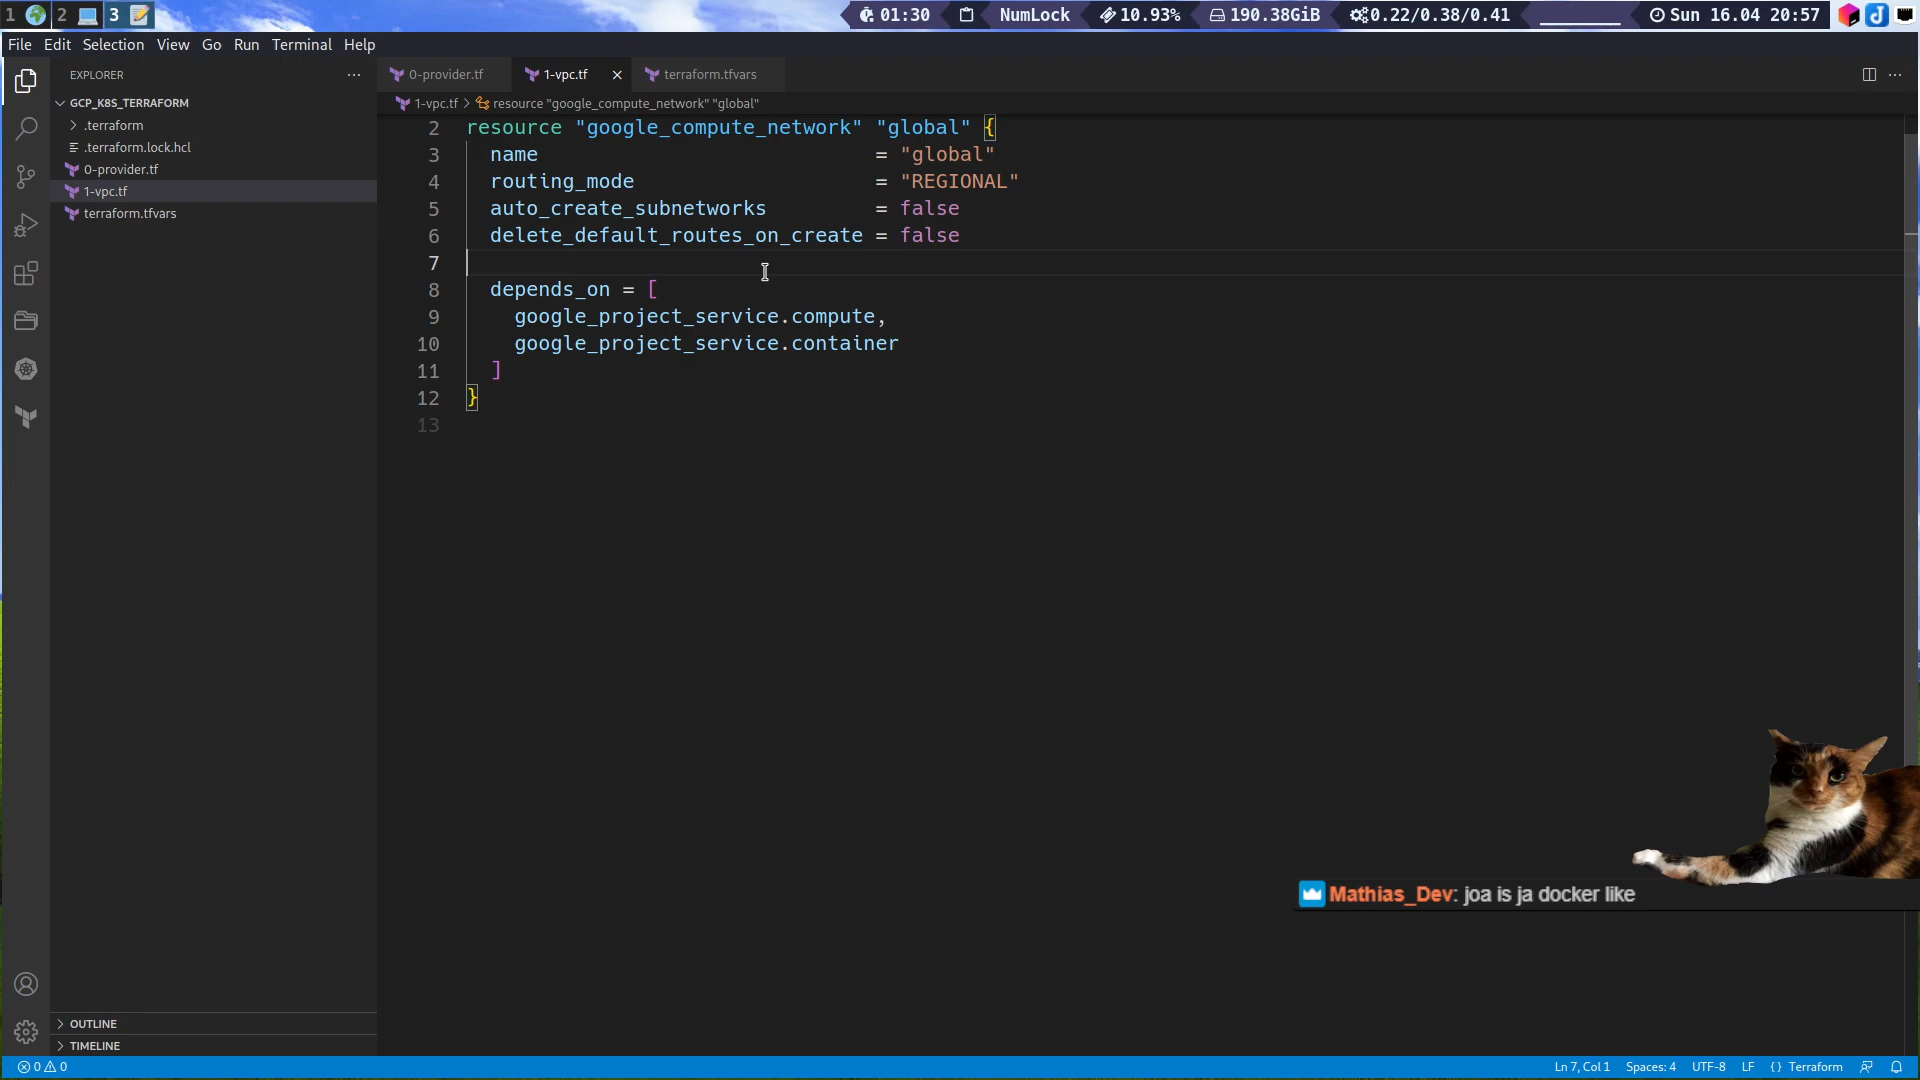 1 2 3 01:30 NumLock 10.93% 190.38GiB 0.22/0.38/0.41 Sun 16.04 20:57
File Edit Selection View Go Run Terminal Help
EXPLORER ··· 0-provider.tf 1-vpc.tf × terraform.tfvars ···
GCP_K8S_TERRAFORM
.terraform
.terraform.lock.hcl
0-provider.tf
1-vpc.tf
terraform.tfvars
1-vpc.tf > resource "google_compute_network" "global"
2 resource "google_compute_network" "global" {
3 name = "global"
4 routing_mode = "REGIONAL"
5 auto_create_subnetworks = false
6 delete_default_routes_on_create = false
7
8 depends_on = [
9 google_project_service.compute,
10 google_project_service.container
11 ]
12 }
13
Mathias_Dev: joa is ja docker like
OUTLINE
TIMELINE
0 0 Ln 7, Col 1 Spaces: 4 UTF-8 LF {} Terraform